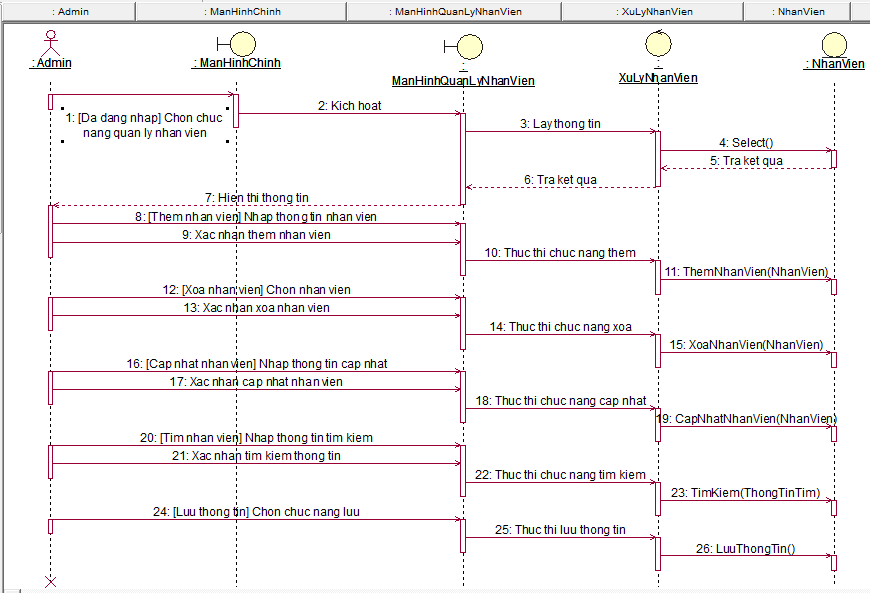 : Admin
: ManHinhChinh
: ManHinhQuanLyNhanVien
: XuLyNhanVien
: NhanVien
: Admin
: ManHinhChinh
:
ManHinhQuanLyNhanVien
:
XuLyNhanVien
: NhanVien
1: [Da dang nhap] Chon chuc
nang quan ly nhan vien
2: Kich hoat
3: Lay thong tin
4: Select()
5: Tra ket qua
6: Tra ket qua
7: Hien thi thong tin
8: [Them nhan vien] Nhap thong tin nhan vien
9: Xac nhan them nhan vien
10: Thuc thi chuc nang them
11: ThemNhanVien(NhanVien)
12: [Xoa nhan vien] Chon nhan vien
13: Xac nhan xoa nhan vien
14: Thuc thi chuc nang xoa
15: XoaNhanVien(NhanVien)
16: [Cap nhat nhan vien] Nhap thong tin cap nhat
17: Xac nhan cap nhat nhan vien
18: Thuc thi chuc nang cap nhat
19: CapNhatNhanVien(NhanVien)
20: [Tim nhan vien] Nhap thong tin tim kiem
21: Xac nhan tim kiem thong tin
22: Thuc thi chuc nang tim kiem
23: TimKiem(ThongTinTim)
24: [Luu thong tin] Chon chuc nang luu
25: Thuc thi luu thong tin
26: LuuThongTin()